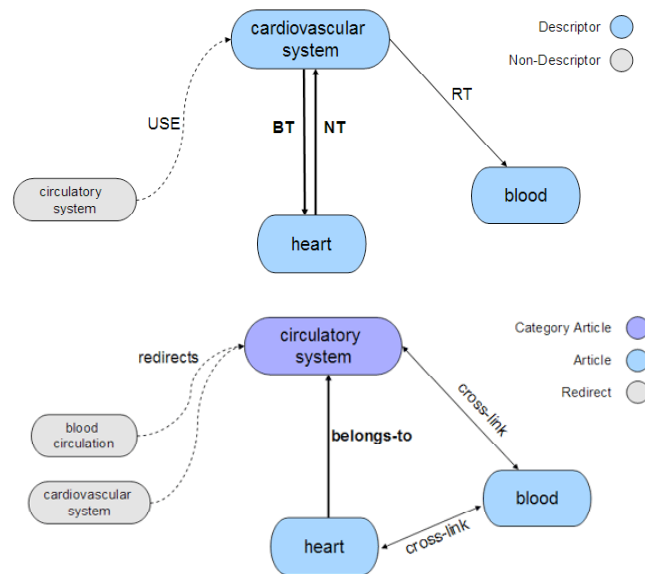 cardiovascular
system
Descriptor
Non-Descriptor
RT
USE
BT
NT
circulatory
system
blood
heart
circulatory
system
Category Article
Article
Redirect
redirects
cross-link
blood
circulation
belongs-to
cardiovascular
system
blood
heart
cross-link